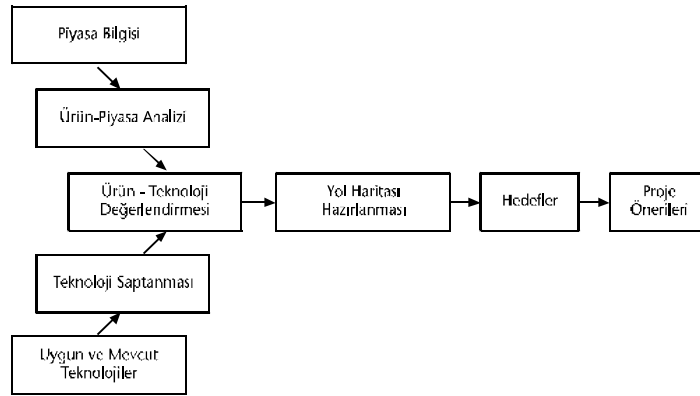 Piyasa Bilgisi
Ürün-Piyasa Analizi
Ürün - Teknoloji
Değerlendirmesi
Yol Haritası
Hazırlanması
Hedefler
Proje
Önerileri
Teknoloji Saptanması
Uygun ve Mevcut
Teknolojiler